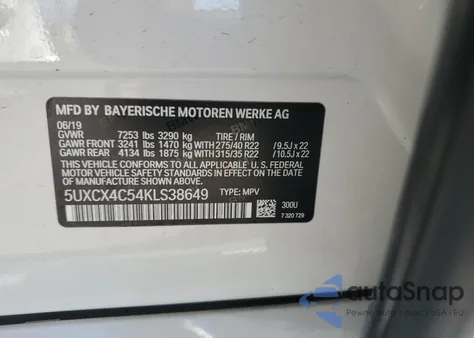 MFD BY BAYERISCHE MOTOREN WERKE AG
06/19
GVWR 7253 lbs 3290 kg TIRE / RIM
GAWR FRONT 3241 lbs 1470 kg 275/40 R22 /9.5J x 22
GAWR REAR 4134 lbs 1875 kg 315/35 R22 /10.5J x 22
THIS VEHICLE CONFORMS TO ALL APPLICABLE
U.S. FEDERAL MOTOR VEHICLE SAFETY
STANDARDS IN EFFECT ON THE DATE OF
MANUFACTURE SHOWN ABOVE.
5UXCX4C54KLS38649 TYPE: MPV
300U
7 320 729
autoSnap